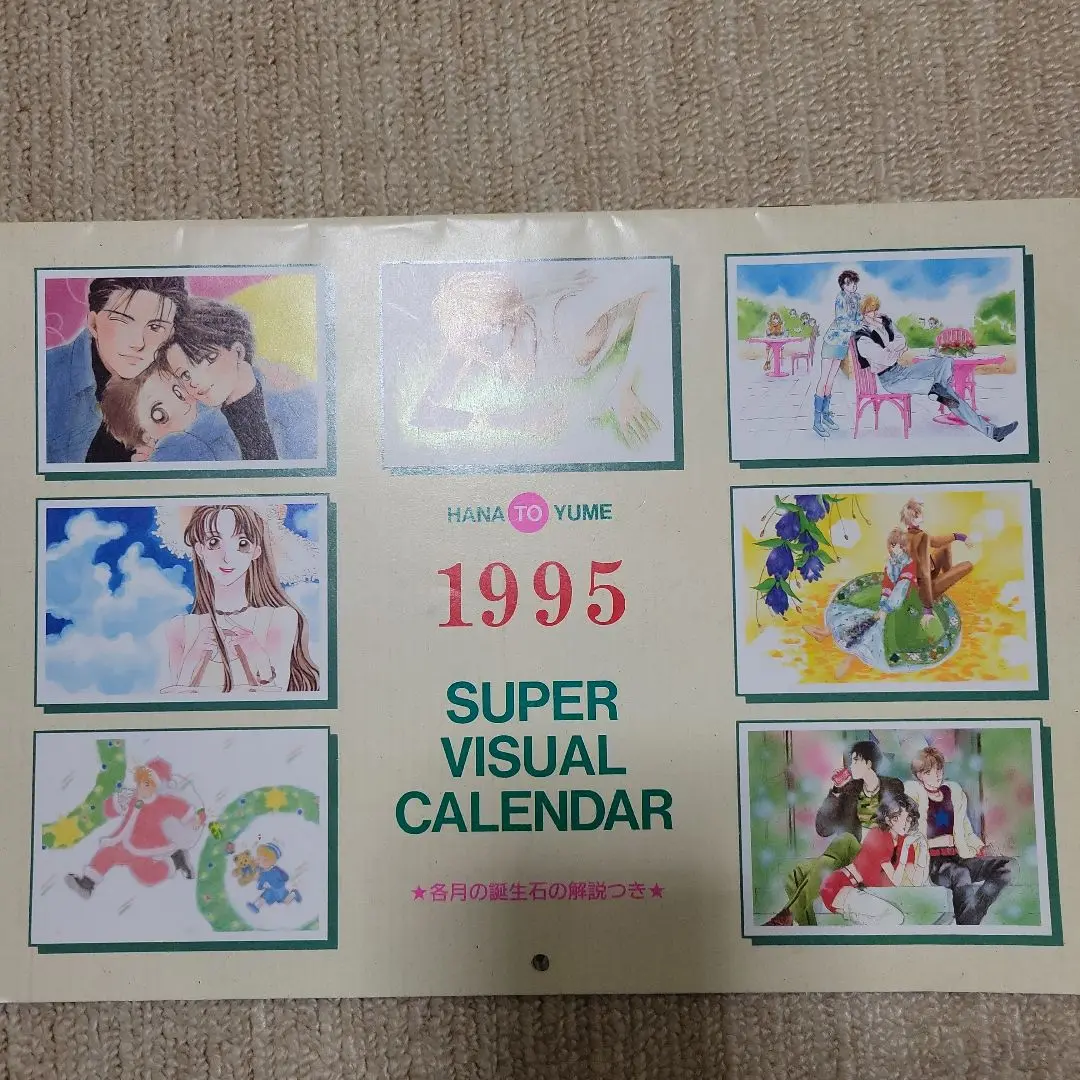 HANA TO YUME
1995
SUPER
VISUAL
CALENDAR
★各月の誕生石の解説つき★